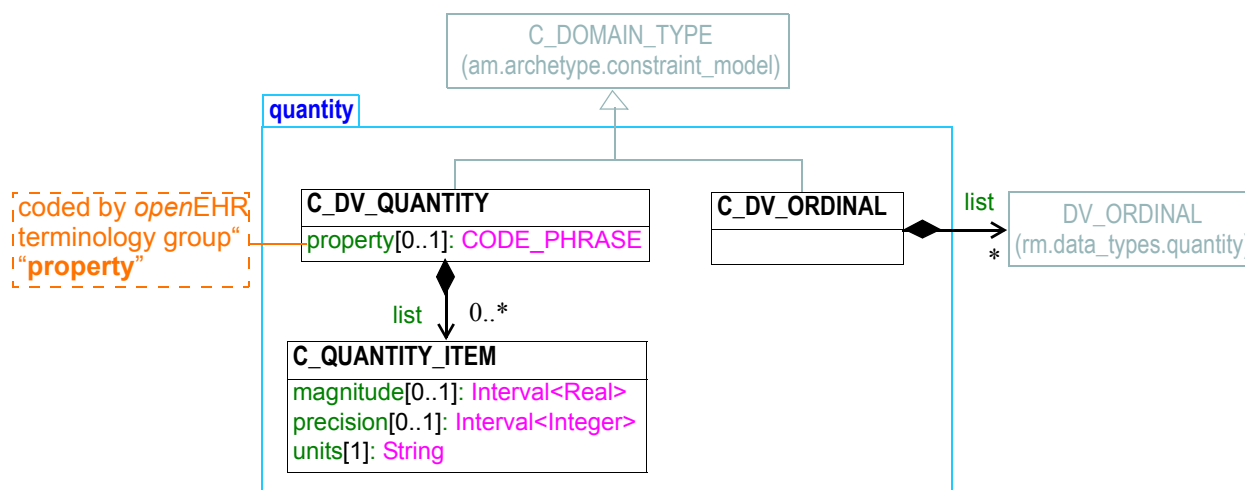 C_DOMAIN_TYPE
(am.archetype.constraint_model)
quantity
coded by openEHR
terminology group“
“property”
C_DV_QUANTITY
property[0..1]: CODE_PHRASE
C_DV_ORDINAL
list
*
DV_ORDINAL
(rm.data_types.quantity)
list
0..*
C_QUANTITY_ITEM
magnitude[0..1]: Interval<Real>
precision[0..1]: Interval<Integer>
units[1]: String